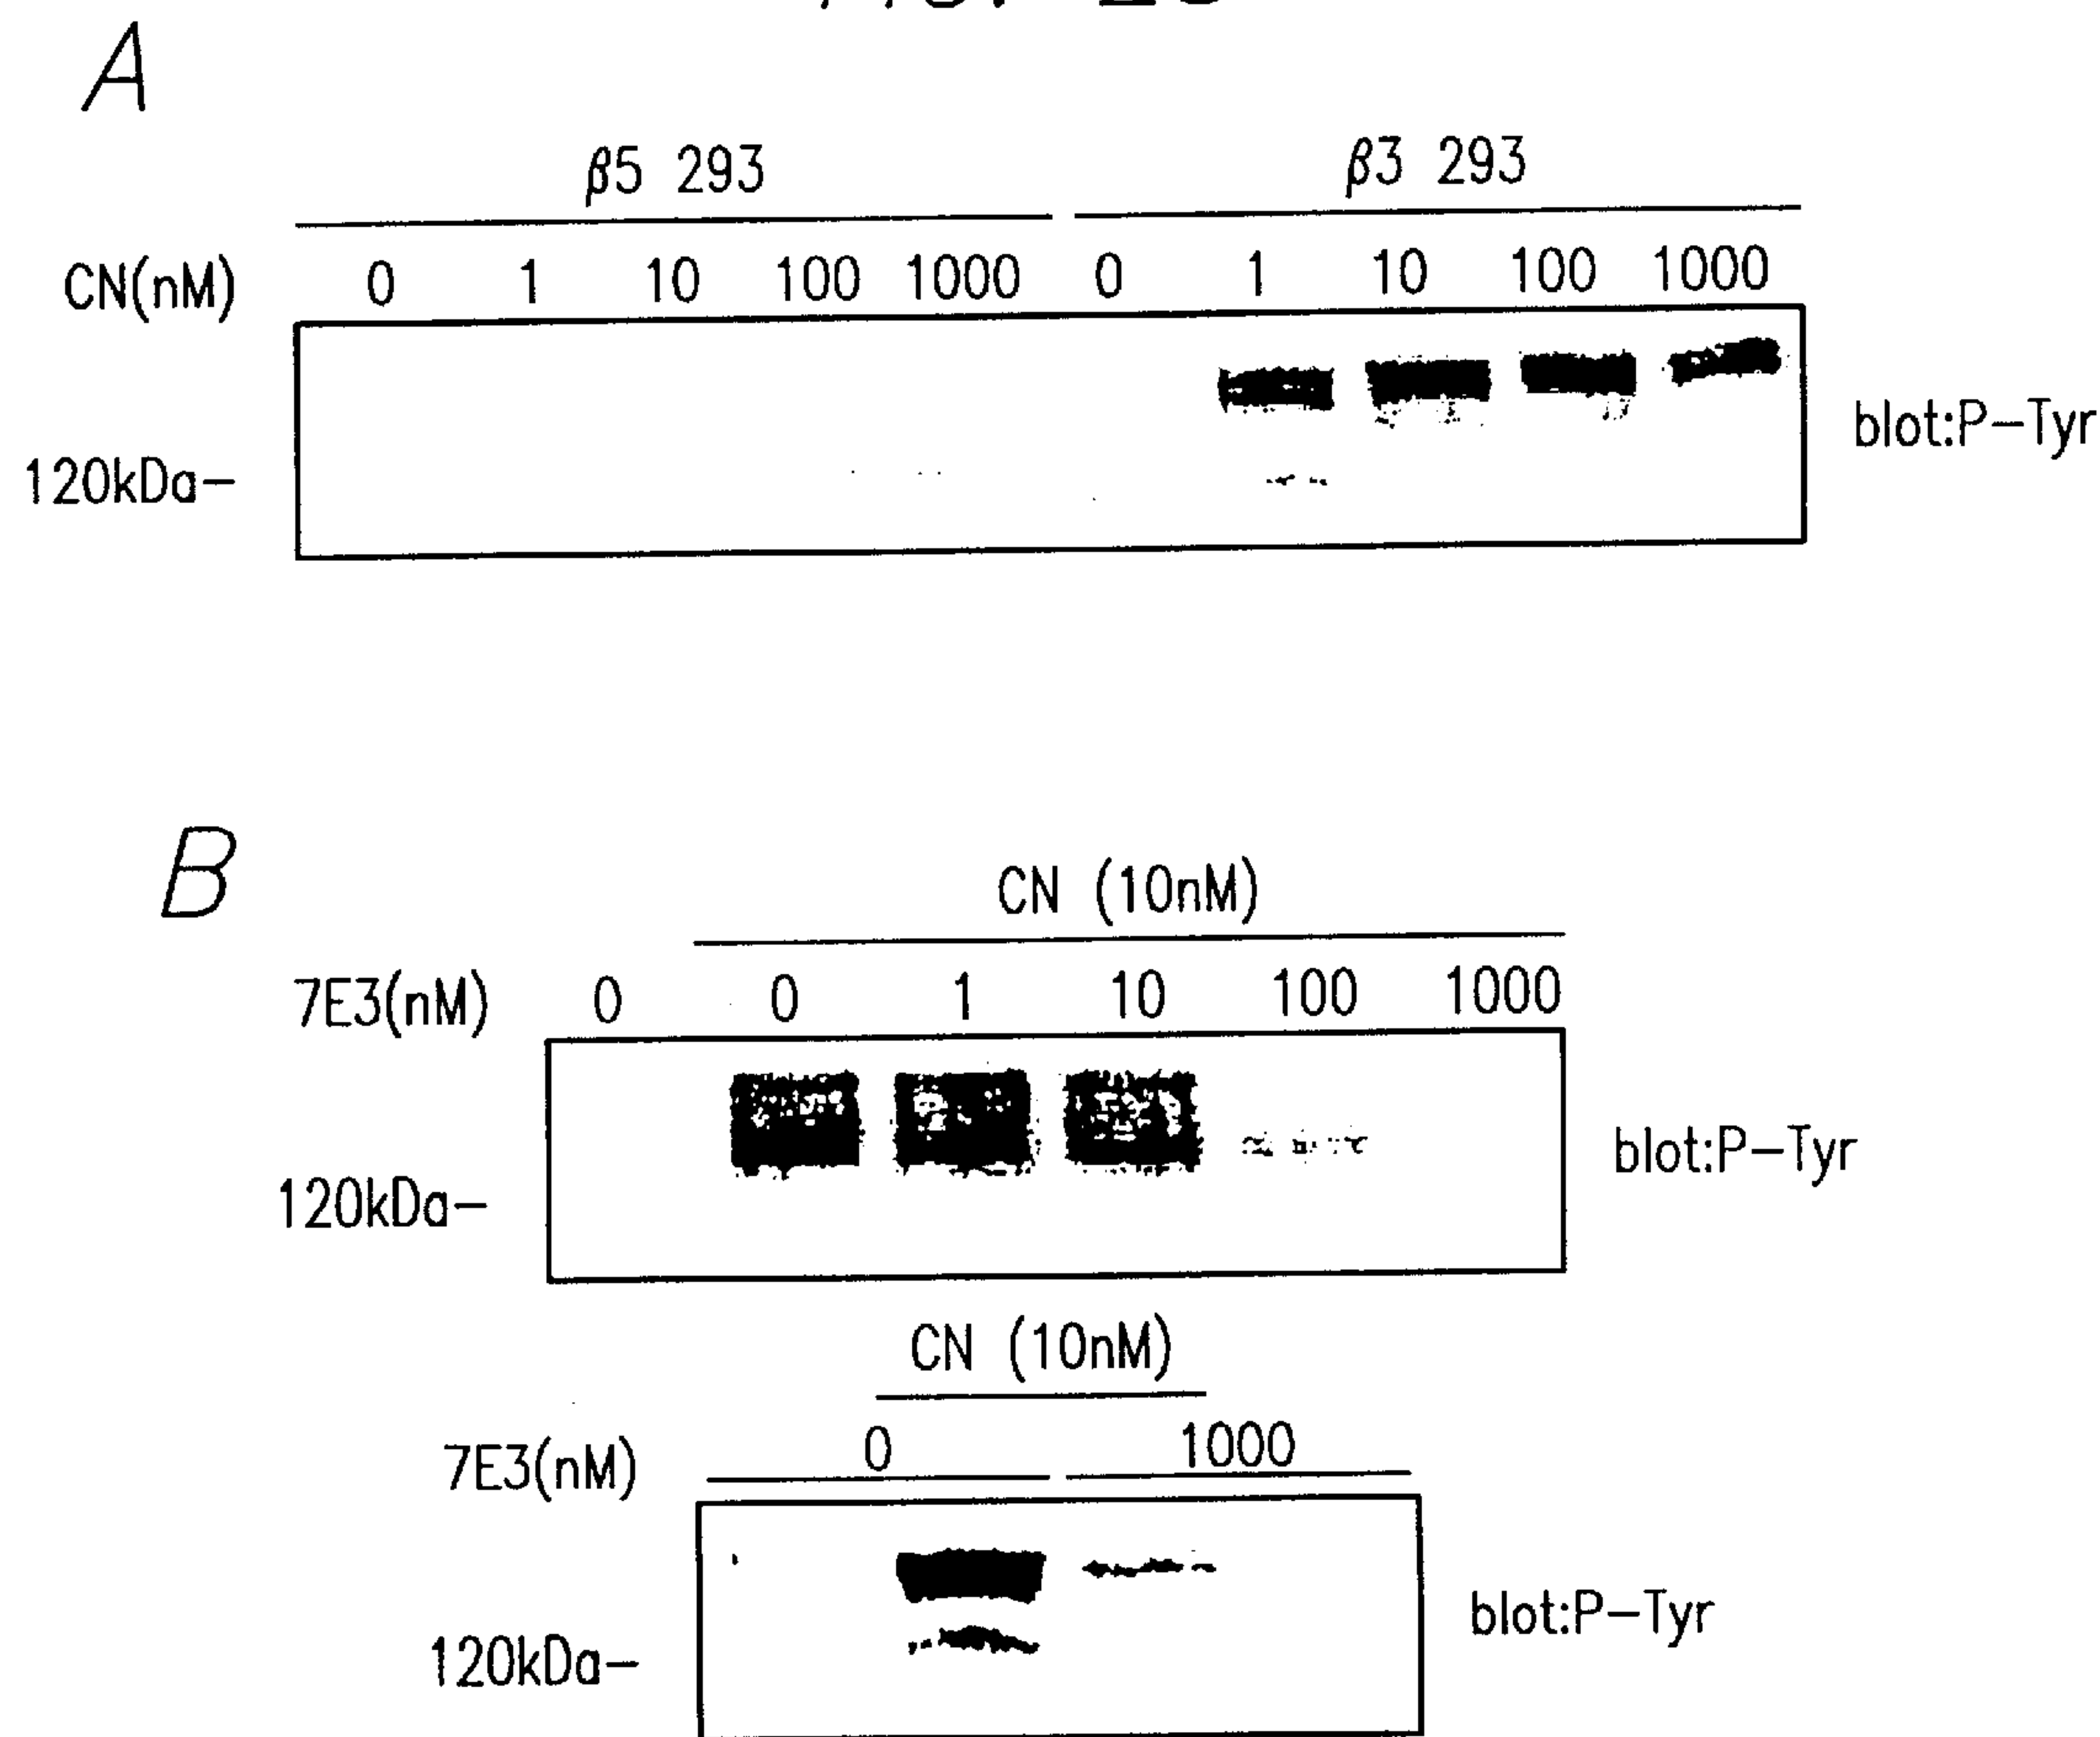 A
β5 293 β3 293
CN(nM) 0 1 10 100 1000 0 1 10 100 1000
blot:P-Tyr
120kDa-
B
CN (10nM)
7E3(nM) 0 0 1 10 100 1000
blot:P-Tyr
120kDa-
CN (10nM)
7E3(nM) 0 1000
blot:P-Tyr
120kDa-